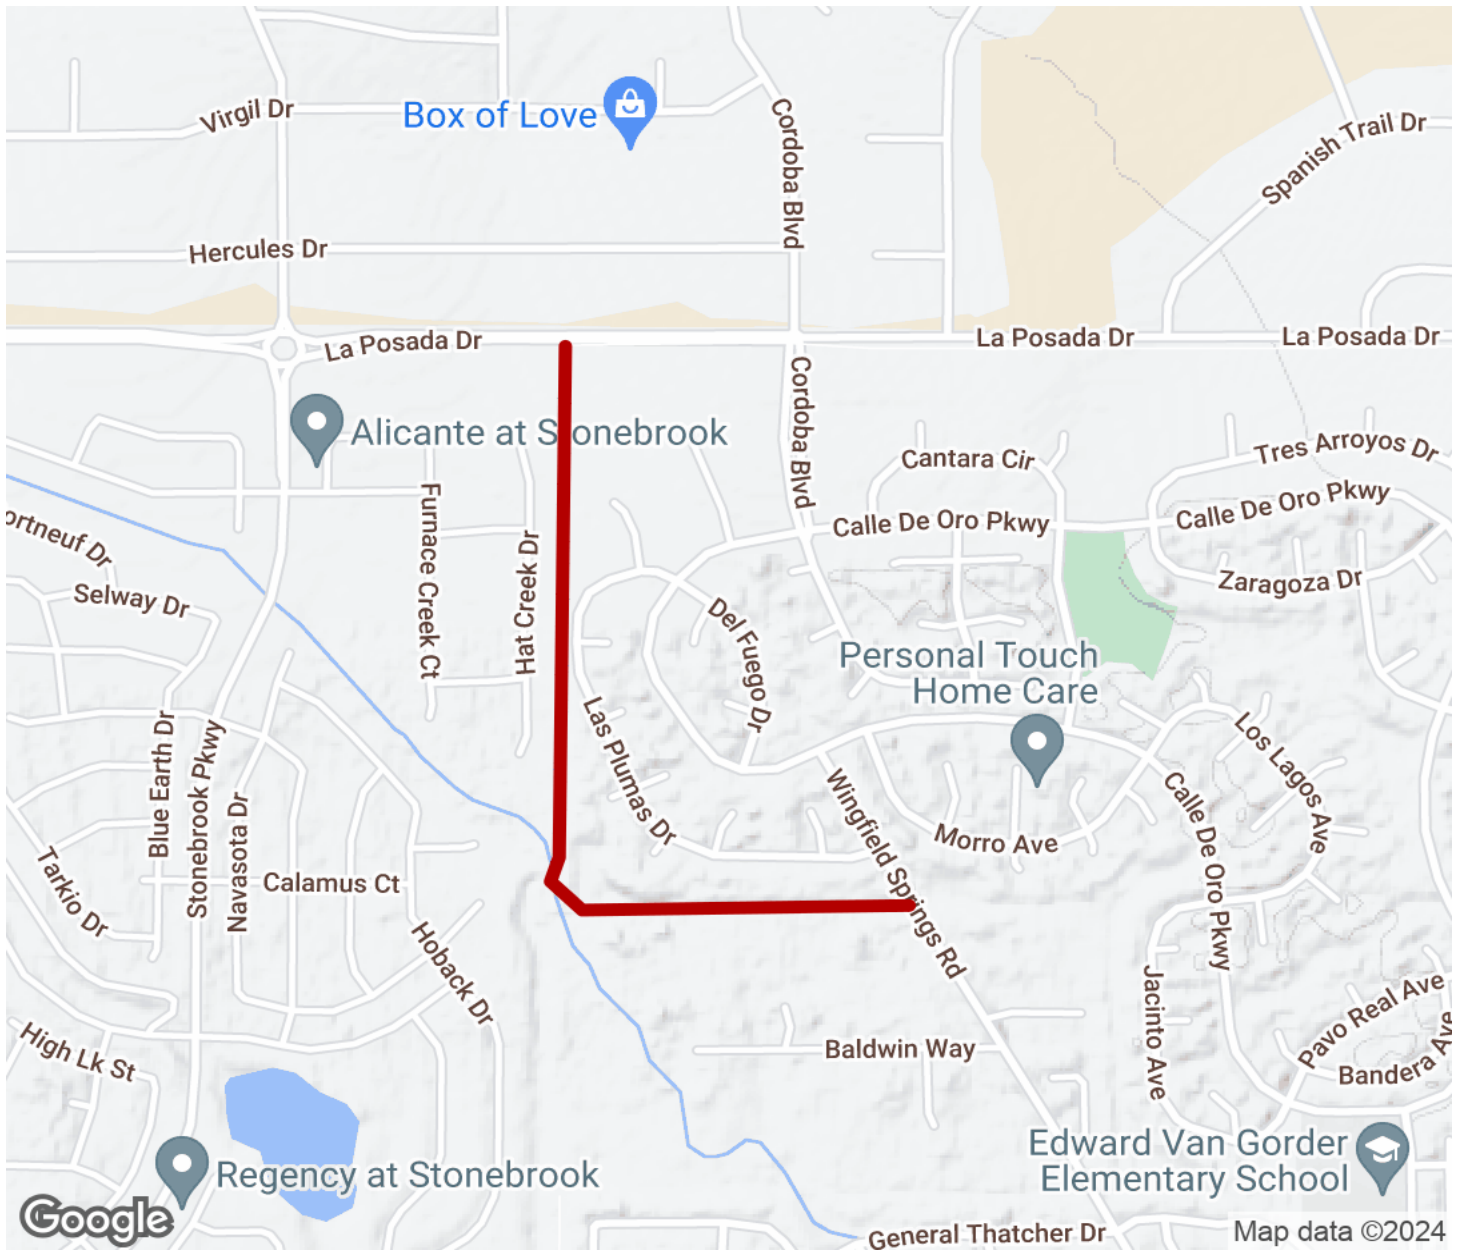 Virgil Dr
Box of Love
Cordoba Blvd
Spanish Trail Dr
Hercules Dr
La Posada Dr
La Posada Dr
La Posada Dr
Cordoba Blvd
Alicante at Stonebrook
Cantara Cir
Tres Arroyos Dr
Calle De Oro Pkwy
Calle De Oro Pkwy
ortneuf Dr
Furnace Creek Ct
Hat Creek Dr
Selway Dr
Zaragoza Dr
Del Fuego Dr
Personal Touch
Home Care
Las Plumas Dr
Blue Earth Dr
Stonebrook Pkwy
Navasota Dr
Los Lagos Ave
Wingfield Springs Rd
Morro Ave
Calle De Oro Pkwy
Tarkio Dr
Calamus Ct
Hoback Dr
Jacinto Ave
Pavo Real Ave
High Lk St
Baldwin Way
Bandera Ave
Edward Van Gorder
Elementary School
Regency at Stonebrook
Google
General Thatcher Dr
Map data ©2024